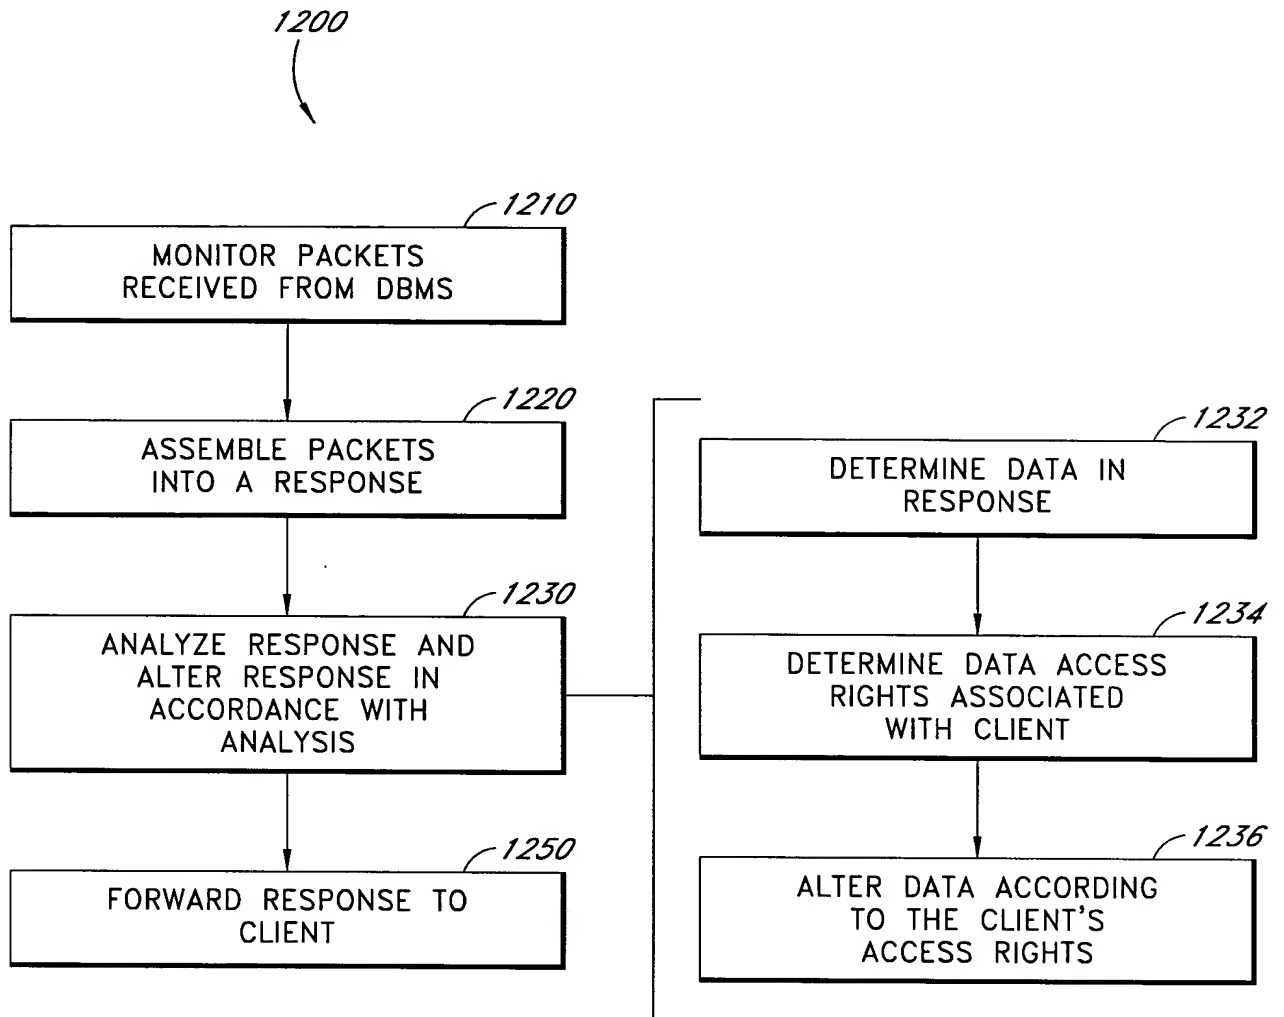 1200
1210
MONITOR PACKETS
RECEIVED FROM DBMS
1220
ASSEMBLE PACKETS
INTO A RESPONSE
1230
ANALYZE RESPONSE AND
ALTER RESPONSE IN
ACCORDANCE WITH
ANALYSIS
1250
FORWARD RESPONSE TO
CLIENT
1232
DETERMINE DATA IN
RESPONSE
1234
DETERMINE DATA ACCESS
RIGHTS ASSOCIATED
WITH CLIENT
1236
ALTER DATA ACCORDING
TO THE CLIENT'S
ACCESS RIGHTS